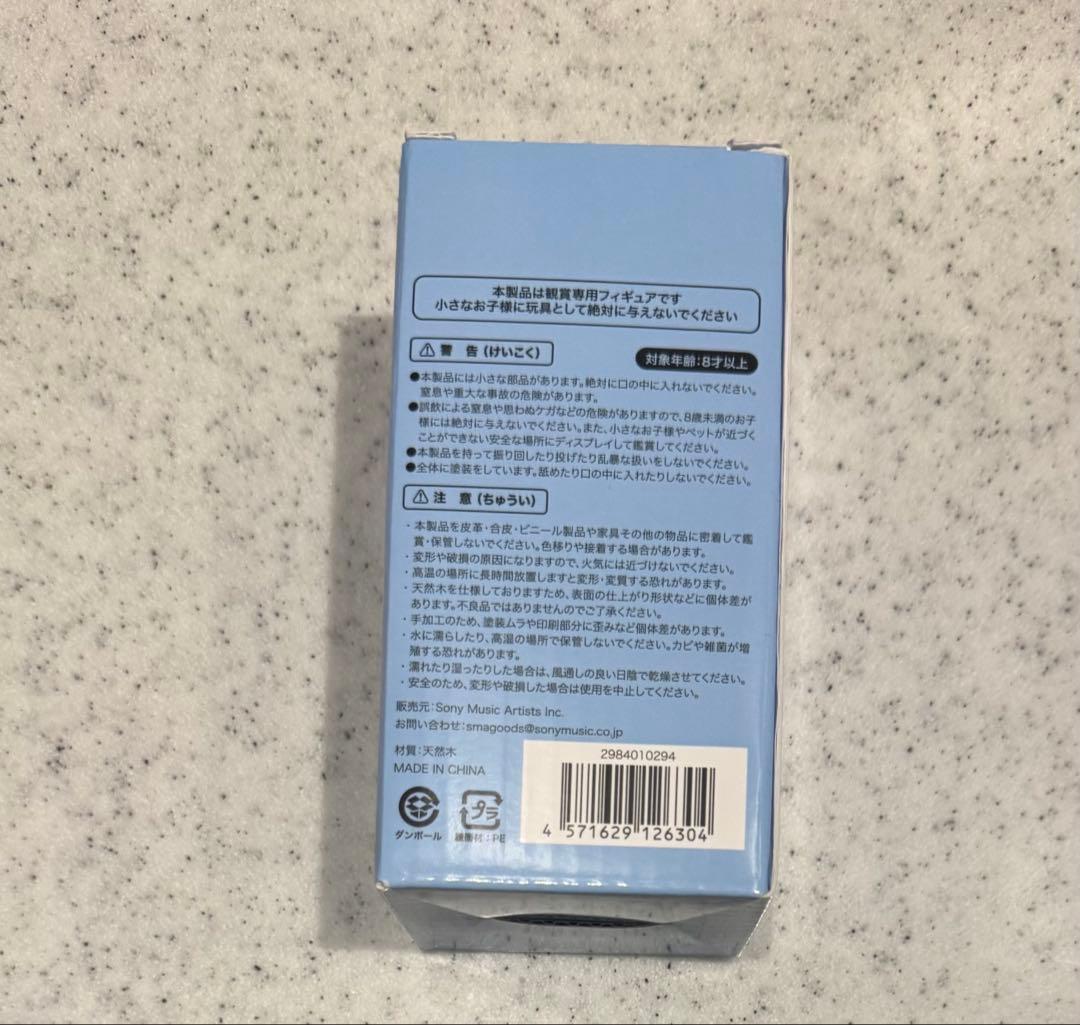 本製品は観賞専用フィギュアです
小さなお子様に玩具として絶対に与えないでください
警 告(けいこく)
対象年齢:8才以上
●本製品には小さな部品があります。絶対に口の中に入れないでください。
窒息や重大な事故の危険があります。
●誤飲による窒息や思わぬケガなどの危険がありますので、8歳未満のお子
様には絶対に与えないでください。また、小さなお子様やペットが近づく
ことができない安全な場所にディスプレイして鑑賞してください。
●本製品を持って振り回したり投げたり乱暴な扱いをしないでください。
●全体に塗装をしています。舐めたり口の中に入れたりしないでください。
注 意(ちゅうい)
・本製品を皮革・合皮・ビニール製品や家具その他の物品に密着して鑑
賞・保管しないでください。色移りや接着する場合があります。
・変形や破損の原因になりますので、火気には近づけないでください。
・高温の場所に長時間放置しますと変形・変質する恐れがあります。
・天然木を仕様しておりますため、表面の仕上がり形状などに個体差が
あります。不良品ではありませんのでご了承ください。
・手加工のため、塗装ムラや印刷部分に歪みなど個体差があります。
・水に濡らしたり、高湿の場所で保管しないでください。カビや雑菌が増
殖する恐れがあります。
・濡れたり湿ったりした場合は、風通しの良い日陰で乾燥させてください。
・安全のため、変形や破損した場合は使用を中止してください。
販売元:Sony Music Artists Inc.
お問い合わせ:smagoods@sonymusic.co.jp
材質:天然木
MADE IN CHINA
2984010294
4 571629 126304
プラ
ダンボール
緩衝材:PE